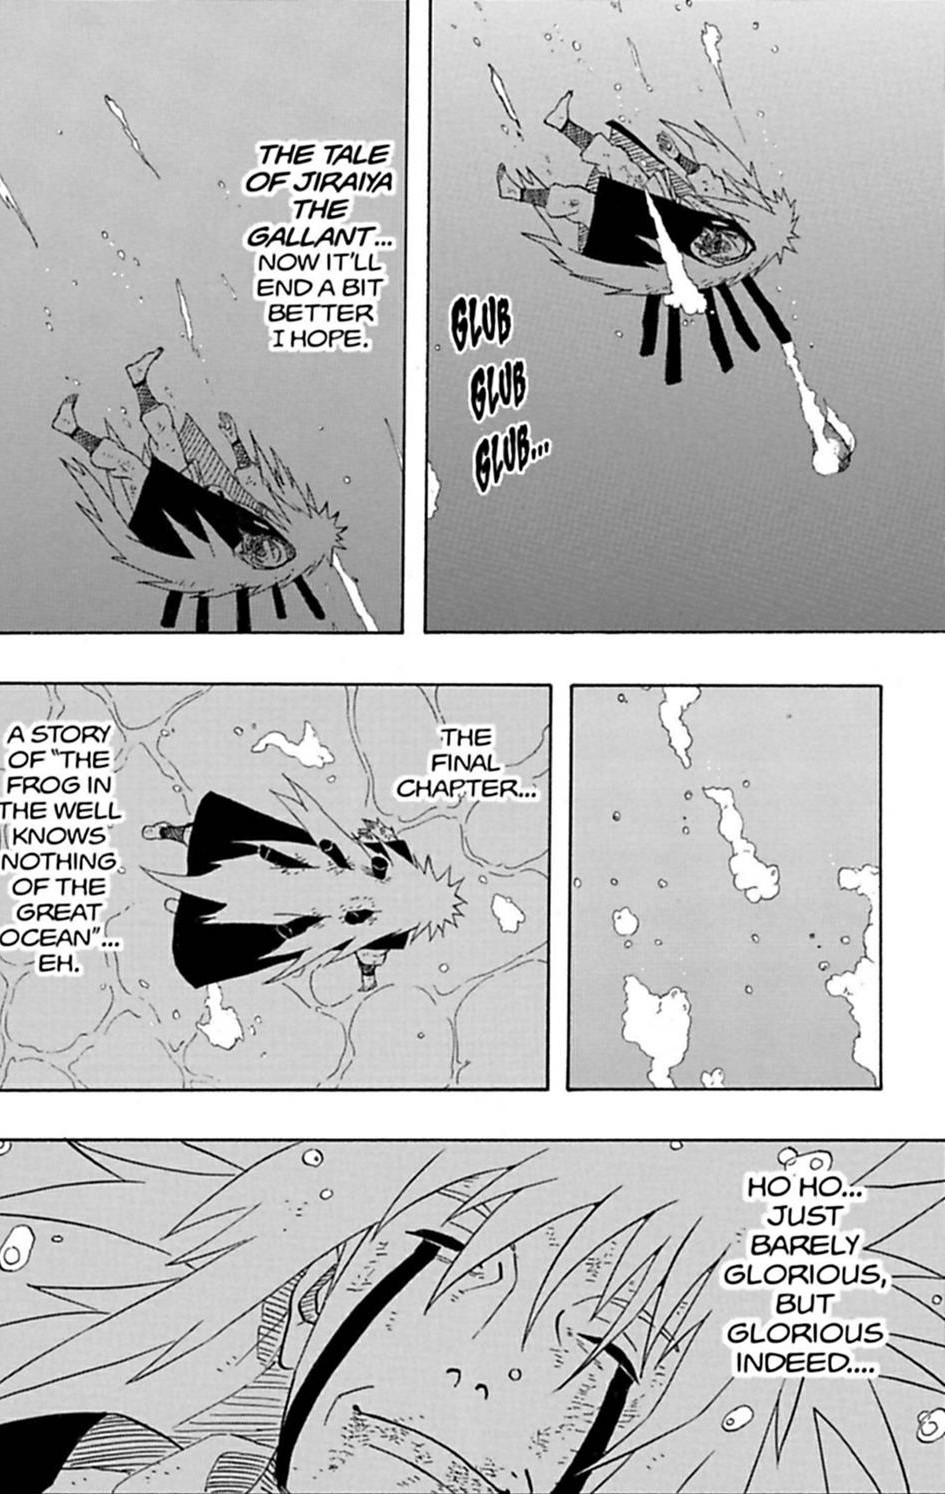 GLUB
GLUB
GLUB...
THE TALE
OF JIRAIYA
THE
GALLANT...
NOW IT'LL
END A BIT
BETTER
I HOPE.
THE
FINAL
CHAPTER...
A STORY
OF "THE
FROG IN
THE WELL
KNOWS
NOTHING
OF THE
GREAT
OCEAN"...
EH.
HO HO...
JUST
BARELY
GLORIOUS,
BUT
GLORIOUS
INDEED....